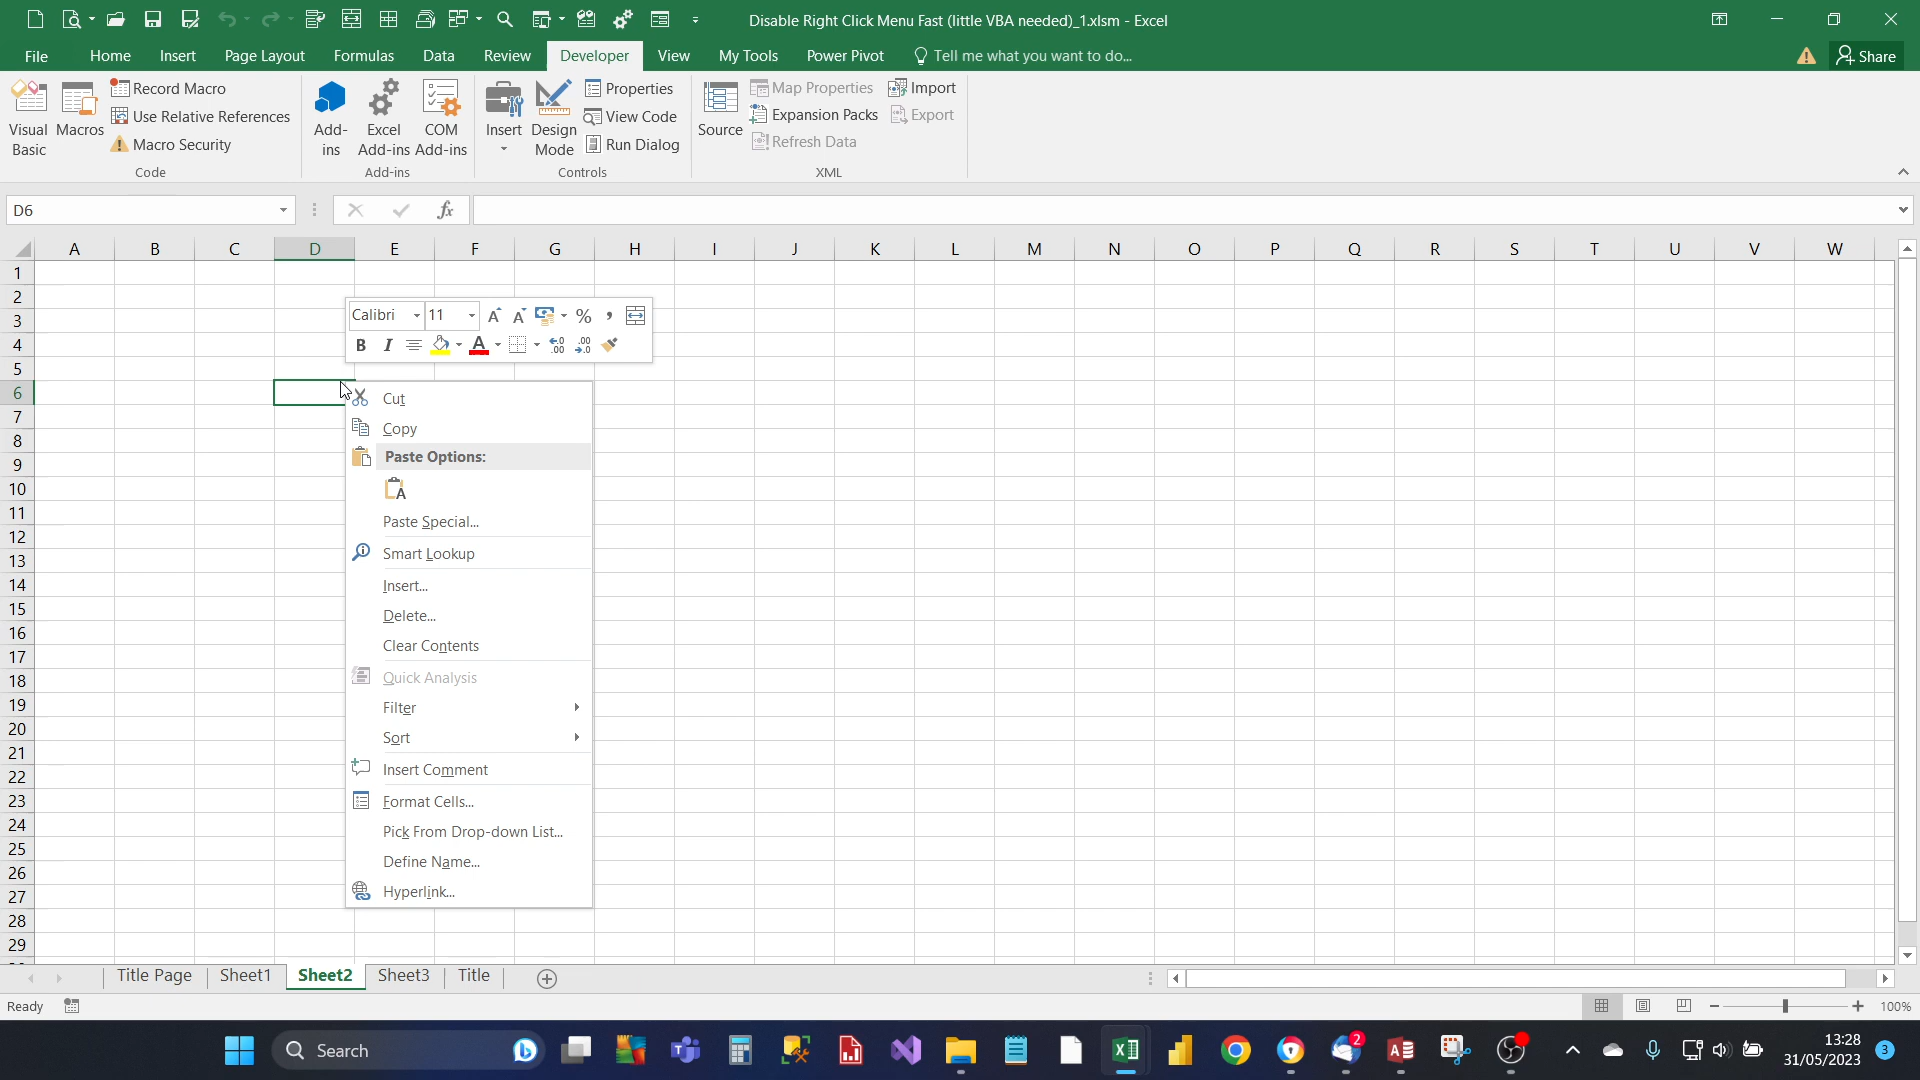 Disable Right Click Menu Fast (little VBA needed)_1.xlsm - Excel
File Home Insert Page Layout Formulas Data Review Developer View My Tools Power Pivot Tell me what you want to do... Share
Visual Basic
Macros
Record Macro
Use Relative References
Macro Security
Code
Add-ins
Excel Add-ins
COM Add-ins
Add-ins
Insert
Design Mode
Properties
View Code
Run Dialog
Controls
Source
Map Properties
Expansion Packs
Refresh Data
Import
Export
XML
D6
fx
A B C D E F G H I J K L M N O P Q R S T U V W
1
2
3
4
5
6
7
8
9
10
11
12
13
14
15
16
17
18
19
20
21
22
23
24
25
26
27
28
29
Calibri 11 A A % ,
B I A .00 .00
Cut
Copy
Paste Options:
A
Paste Special...
Smart Lookup
Insert...
Delete...
Clear Contents
Quick Analysis
Filter
Sort
Insert Comment
Format Cells...
Pick From Drop-down List...
Define Name...
Hyperlink...
Title Page Sheet1 Sheet2 Sheet3 Title
Ready
100%
Search
2
13:28
31/05/2023
3